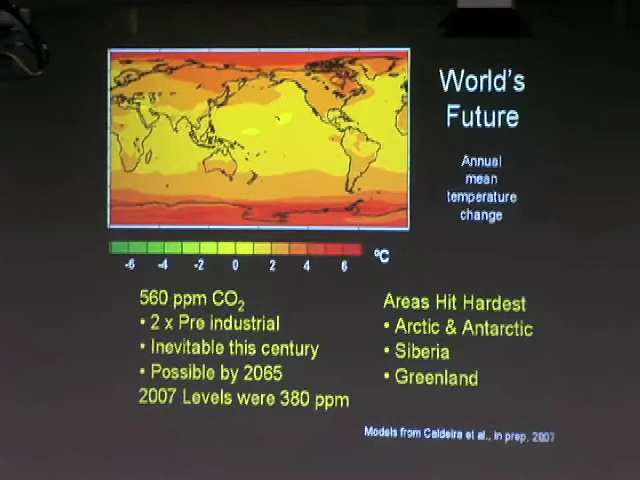 World's
Future
Annual
mean
temperature
change
-6 -4 -2 0 2 4 6 ºC
560 ppm CO₂
• 2 x Pre industrial
• Inevitable this century
• Possible by 2065
2007 Levels were 380 ppm
Areas Hit Hardest
• Arctic & Antarctic
• Siberia
• Greenland
Models from Caldeira et al., in prep, 2007